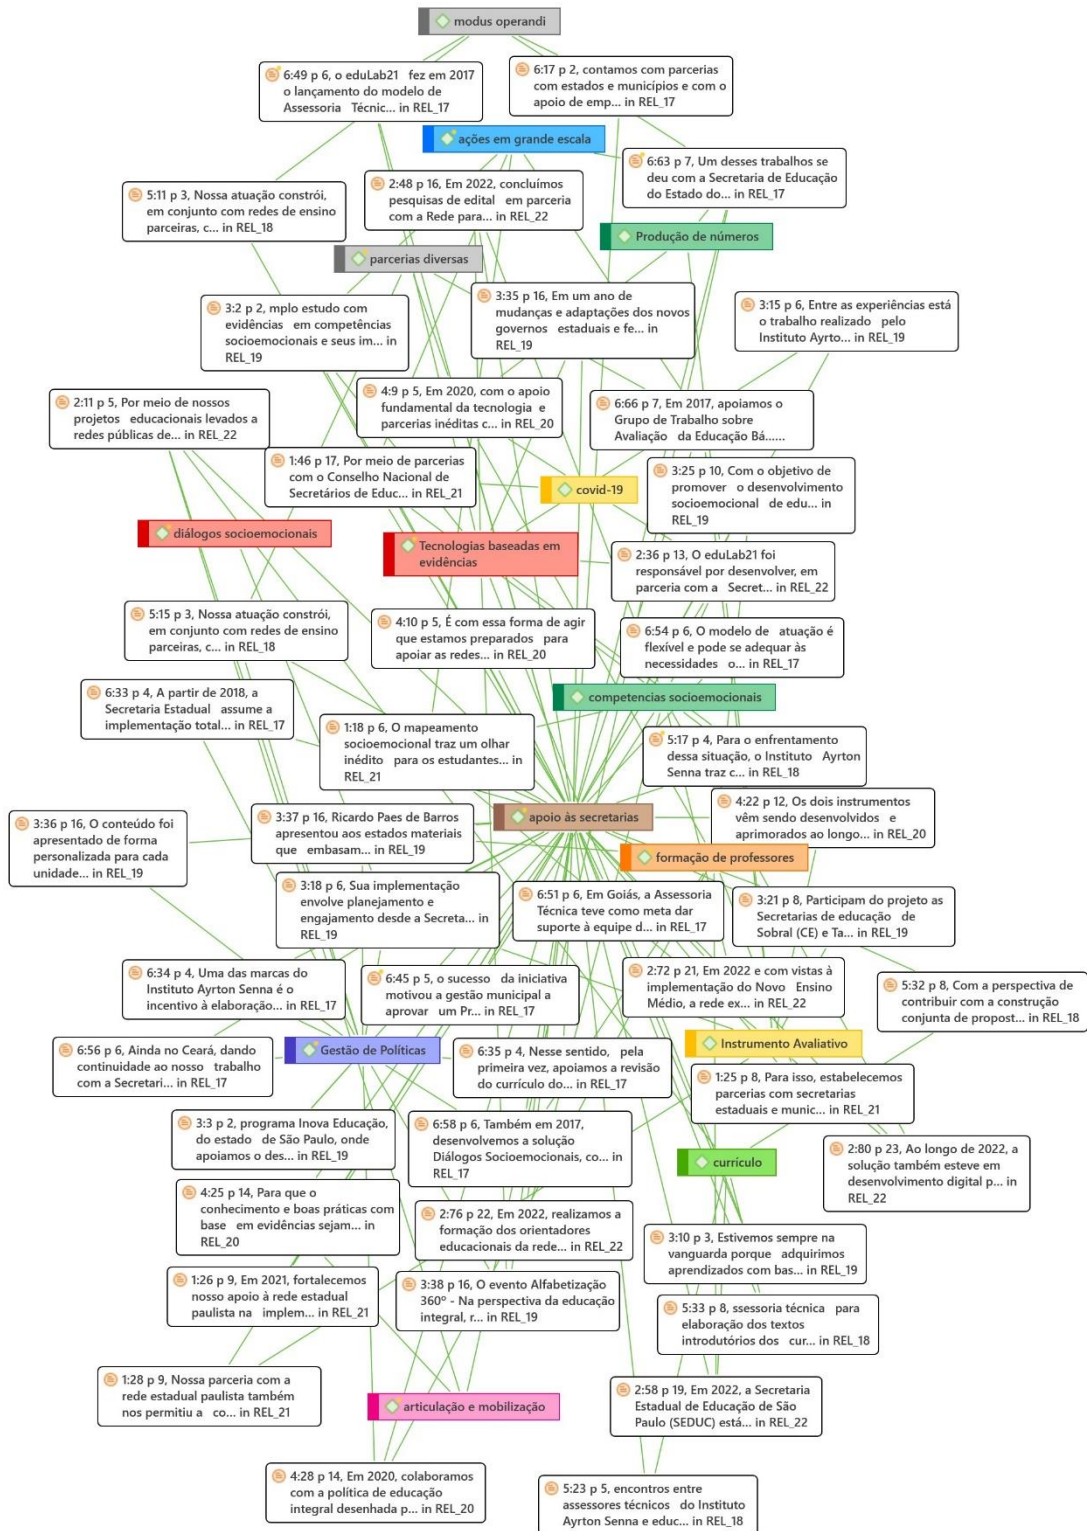 modus operandi
6:49 p 6, o eduLab21 fez em 2017
o lançamento do modelo de
Assessoria Técnic... in REL_17
6:17 p 2, contamos com parcerias
com estados e municípios e com o
apoio de emp... in REL_17
ações em grande escala
6:63 p 7, Um desses trabalhos se
deu com a Secretaria de Educação
do Estado do... in REL_17
5:11 p 3, Nossa atuação constrói,
em conjunto com redes de ensino
parceiras, c... in REL_18
2:48 p 16, Em 2022, concluímos
pesquisas de edital em parceria
com a Rede para... in REL_22
Produção de números
parcerias diversas
3:2 p 2, mplo estudo com
evidências em competências
socioemocionais e seus im... in
REL_19
3:35 p 16, Em um ano de
mudanças e adaptações dos novos
governos estaduais e fe... in
REL_19
3:15 p 6, Entre as experiências está
o trabalho realizado pelo
Instituto Ayrto... in REL_19
2:11 p 5, Por meio de nossos
projetos educacionais levados a
redes públicas de... in REL_22
4:9 p 5, Em 2020, com o apoio
fundamental da tecnologia e
parcerias inéditas c... in REL_20
6:66 p 7, Em 2017, apoiamos o
Grupo de Trabalho sobre
Avaliação da Educação Bá......
1:46 p 17, Por meio de parcerias
com o Conselho Nacional de
Secretários de Educ... in REL_21
covid-19
3:25 p 10, Com o objetivo de
promover o desenvolvimento
socioemocional de edu... in
REL_19
diálogos socioemocionais
Tecnologias baseadas em
evidências
2:36 p 13, O eduLab21 foi
responsável por desenvolver, em
parceria com a Secret... in REL_22
5:15 p 3, Nossa atuação constrói,
em conjunto com redes de ensino
parceiras, c... in REL_18
4:10 p 5, É com essa forma de agir
que estamos preparados para
apoiar as redes... in REL_20
6:54 p 6, O modelo de atuação é
flexível e pode se adequar às
necessidades o... in REL_17
6:33 p 4, A partir de 2018, a
Secretaria Estadual assume a
implementação total... in REL_17
competencias socioemocionais
1:18 p 6, O mapeamento
socioemocional traz um olhar
inédito para os estudantes... in
REL_21
5:17 p 4, Para o enfrentamento
dessa situação, o Instituto Ayrton
Senna traz c... in REL_18
apoio às secretarias
4:22 p 12, Os dois instrumentos
vêm sendo desenvolvidos e
aprimorados ao longo... in REL_20
3:36 p 16, O conteúdo foi
apresentado de forma
personalizada para cada
unidade... in REL_19
3:37 p 16, Ricardo Paes de Barros
apresentou aos estados materiais
que embasam... in REL_19
formação de professores
3:18 p 6, Sua implementação
envolve planejamento e
engajamento desde a Secreta... in
REL_19
6:51 p 6, Em Goiás, a Assessoria
Técnica teve como meta dar
suporte à equipe d... in REL_17
3:21 p 8, Participam do projeto as
Secretarias de educação de
Sobral (CE) e Ta... in REL_19
6:34 p 4, Uma das marcas do
Instituto Ayrton Senna é o
incentivo à elaboração... in REL_17
6:45 p 5, o sucesso da iniciativa
motivou a gestão municipal a
aprovar um Pr... in REL_17
2:72 p 21, Em 2022 e com vistas à
implementação do Novo Ensino
Médio, a rede ex... in REL_22
5:32 p 8, Com a perspectiva de
contribuir com a construção
conjunta de propost... in REL_18
6:56 p 6, Ainda no Ceará, dando
continuidade ao nosso trabalho
com a Secretari... in REL_17
Gestão de Políticas
6:35 p 4, Nesse sentido, pela
primeira vez, apoiamos a revisão
do currículo do... in REL_17
Instrumento Avaliativo
1:25 p 8, Para isso, estabelecemos
parcerias com secretarias
estaduais e munic... in REL_21
3:3 p 2, programa Inova Educação,
do estado de São Paulo, onde
apoiamos o des... in REL_19
6:58 p 6, Também em 2017,
desenvolvemos a solução
Diálogos Socioemocionais, co... in
REL_17
currículo
2:80 p 23, Ao longo de 2022, a
solução também esteve em
desenvolvimento digital p... in
REL_22
4:25 p 14, Para que o
conhecimento e boas práticas com
base em evidências sejam... in
REL_20
2:76 p 22, Em 2022, realizamos a
formação dos orientadores
educacionais da rede... in REL_22
3:10 p 3, Estivemos sempre na
vanguarda porque adquirimos
aprendizados com bas... in REL_19
1:26 p 9, Em 2021, fortalecemos
nosso apoio à rede estadual
paulista na implem... in REL_21
3:38 p 16, O evento Alfabetização
360º - Na perspectiva da educação
integral, r... in REL_19
5:33 p 8, ssessoria técnica para
elaboração dos textos
introdutórios dos cur... in REL_18
1:28 p 9, Nossa parceria com a
rede estadual paulista também
nos permitiu a co... in REL_21
articulação e mobilização
2:58 p 19, Em 2022, a Secretaria
Estadual de Educação de São
Paulo (SEDUC) está... in REL_22
4:28 p 14, Em 2020, colaboramos
com a política de educação
integral desenhada p... in REL_20
5:23 p 5, encontros entre
assessores técnicos do Instituto
Ayrton Senna e educ... in REL_18